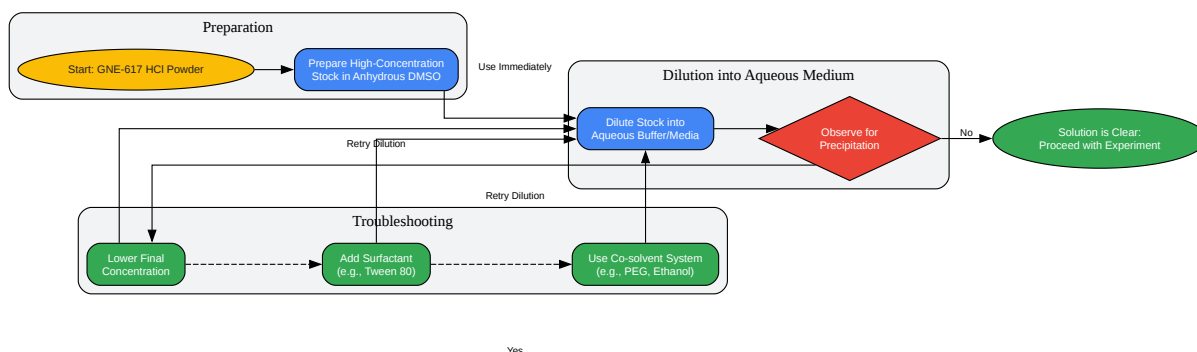 Preparation
Start: GNE-617 HCl Powder
Prepare High-Concentration
Stock in Anhydrous DMSO
Use Immediately
Dilution into Aqueous Medium
Dilute Stock into
Aqueous Buffer/Media
Observe for
Precipitation
No
Solution is Clear:
Proceed with Experiment
Retry Dilution
Retry Dilution
Troubleshooting
Lower Final
Concentration
Add Surfactant
(e.g., Tween 80)
Use Co-solvent System
(e.g., PEG, Ethanol)
Yes